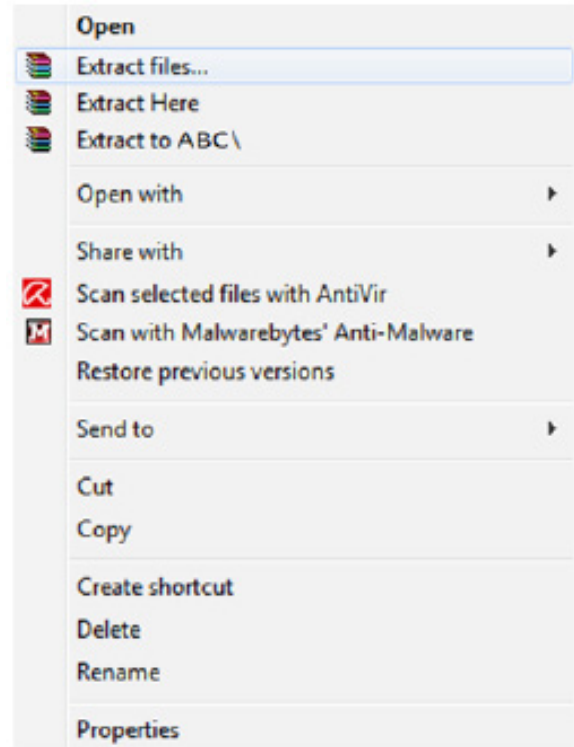 Open
Extract files...
Extract Here
Extract to ABC\
Open with
Share with
Scan selected files with AntiVir
Scan with Malwarebytes' Anti-Malware
Restore previous versions
Send to
Cut
Copy
Create shortcut
Delete
Rename
Properties